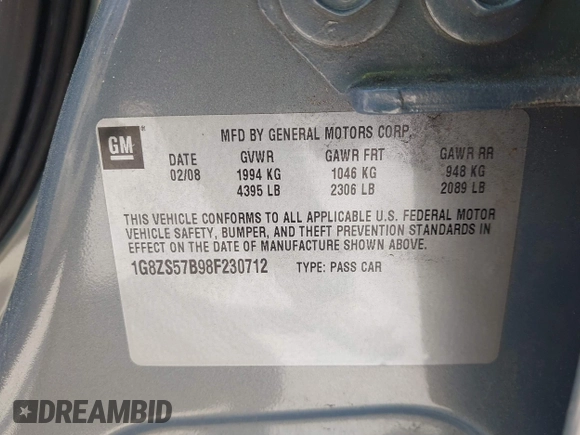 GM
MFD BY GENERAL MOTORS CORP.
DATE GVWR GAWR FRT GAWR RR
02/08 1994 KG 1046 KG 948 KG
4395 LB 2306 LB 2089 LB
THIS VEHICLE CONFORMS TO ALL APPLICABLE U.S. FEDERAL MOTOR
VEHICLE SAFETY, BUMPER, AND THEFT PREVENTION STANDARDS IN
EFFECT ON THE DATE OF MANUFACTURE SHOWN ABOVE.
1G8ZS57B98F230712 TYPE: PASS CAR
DREAMBID